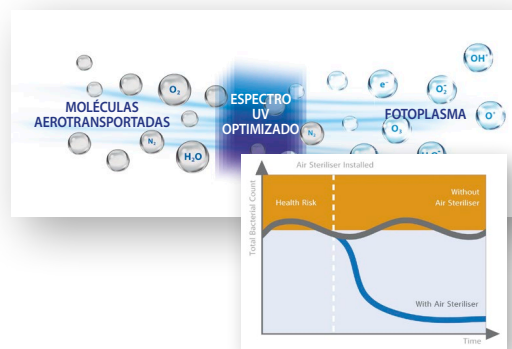 MOLÉCULAS
AEROTRANSPORTADAS
O₂
N₂
H₂O
ESPECTRO
UV
OPTIMIZADO
N₂
e⁻
O₃
FOTOPLASMA
OH⁻
Air Steriliser Installed
Total Bacterial Count
Health Risk
Without
Air Steriliser
With Air Steriliser
Time